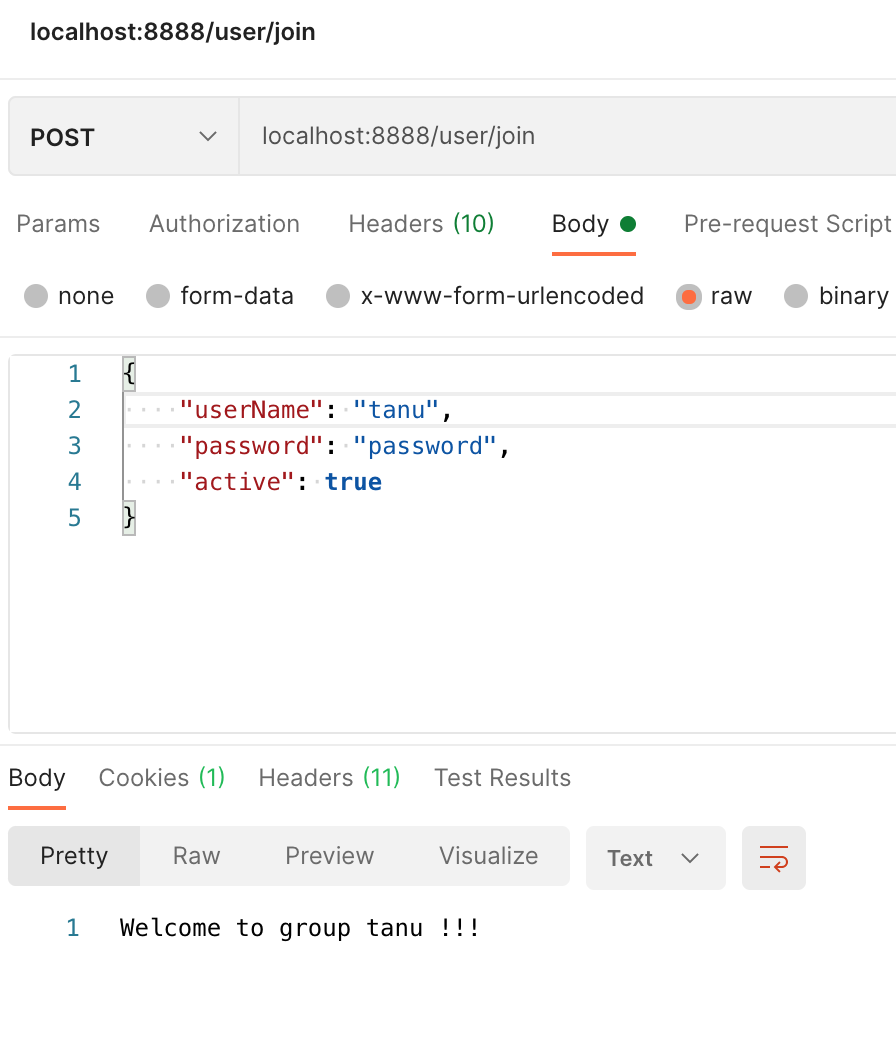 localhost:8888/user/join
POST localhost:8888/user/join
Params Authorization Headers (10) Body Pre-request Script
none form-data x-www-form-urlencoded raw binary
1 {
2 "userName": "tanu",
3 "password": "password",
4 "active": true
5 }
Body Cookies (1) Headers (11) Test Results
Pretty Raw Preview Visualize Text
1 Welcome to group tanu !!!